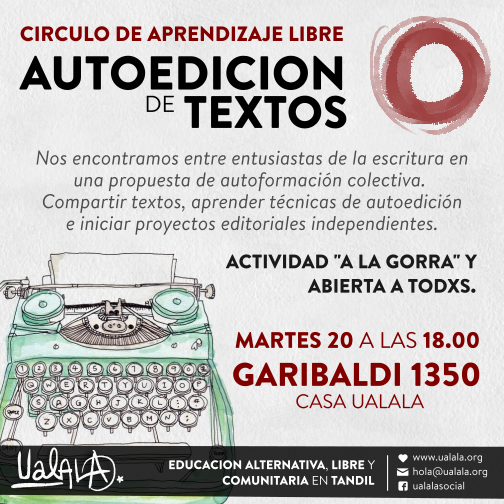 CIRCULO DE APRENDIZAJE LIBRE
AUTOEDICION
DE TEXTOS
Nos encontramos entre entusiastas de la escritura en
una propuesta de autoformación colectiva.
Compartir textos, aprender técnicas de autoedición
e iniciar proyectos editoriales independientes.
ACTIVIDAD "A LA GORRA" Y
ABIERTA A TODXS.
MARTES 20 A LAS 18.00
GARIBALDI 1350
CASA UALALA
UALALA
EDUCACION ALTERNATIVA, LIBRE Y
COMUNITARIA EN TANDIL
www.ualala.org
hola@ualala.org
ualalasocial